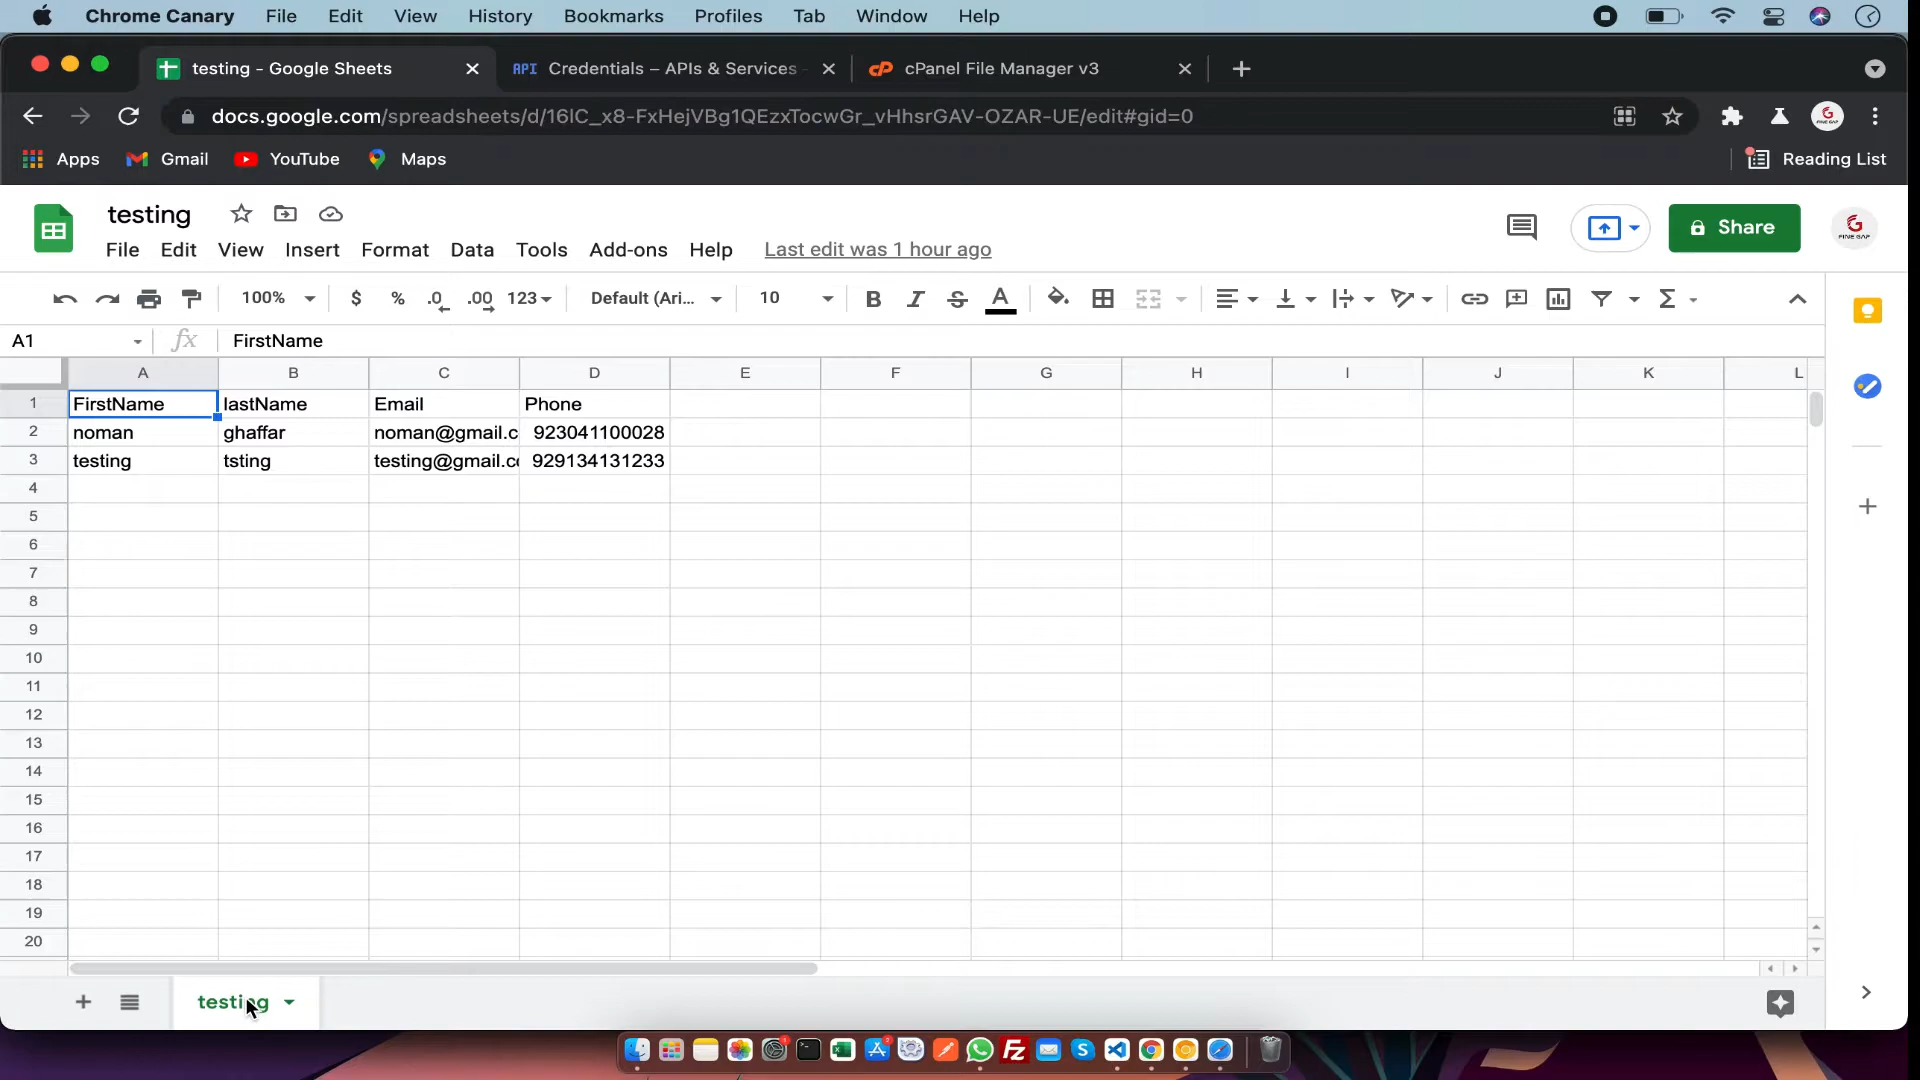 Chrome Canary File Edit View History Bookmarks Profiles Tab Window Help
testing - Google Sheets API Credentials – APIs & Services - cPanel File Manager v3
docs.google.com/spreadsheets/d/16lC_x8-FxHejVBg1QEzxTocwGr_vHhsrGAV-OZAR-UE/edit#gid=0
Apps Gmail YouTube Maps Reading List
testing
Share
File Edit View Insert Format Data Tools Add-ons Help Last edit was 1 hour ago
100% $ % .0 .00 123 Default (Ari... 10 B I S A Σ
A1 fx FirstName
A B C D E F G H I J K L
1 FirstName lastName Email Phone
2 noman ghaffar noman@gmail.c 923041100028
3 testing tsting testing@gmail.co 929134131233
4
5
6
7
8
9
10
11
12
13
14
15
16
17
18
19
20
testing